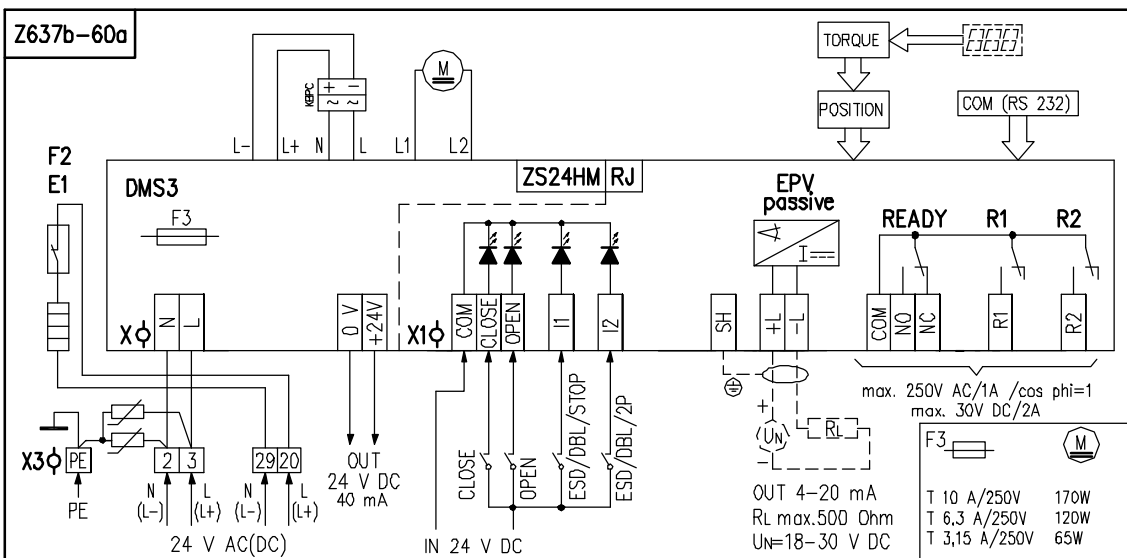 Z637b-60a
TORQUE
POSITION
COM (RS 232)
+ −
~ ~
M
L- L+ N L L1 L2
F2
E1
DMS3
ZS24HM RJ
F3
EPV
passive
I
READY R1 R2
X N L
0 V +24V
X1 COM CLOSE OPEN I1 I2
SH +L -L
COM NO NC R1 R2
max. 250V AC/1A /cos phi=1
max. 30V DC/2A
X3 PE 2 3 29 20
PE
N L N L
(L-) (L+) (L-) (L+)
24 V AC(DC)
OUT
24 V DC
40 mA
CLOSE OPEN ESD/DBL/STOP ESD/DBL/2P
IN 24 V DC
+
UN
−
RL
OUT 4-20 mA
RL max.500 Ohm
UN=18-30 V DC
F3 M
T 10 A/250V 170W
T 6,3 A/250V 120W
T 3,15 A/250V 65W